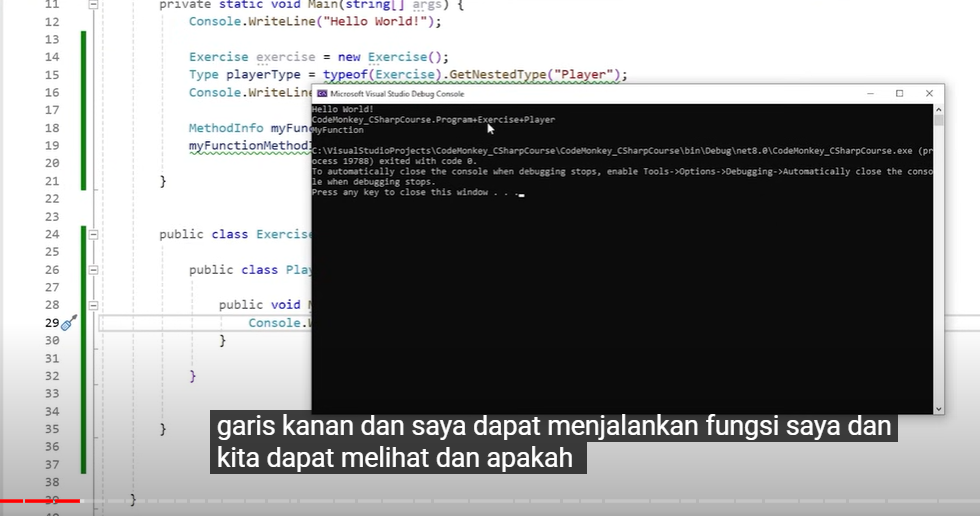 11 private static void Main(string[] args) {
12 Console.WriteLine("Hello World!");
13
14 Exercise exercise = new Exercise();
15 Type playerType = typeof(Exercise).GetNestedType("Player");
16 Console.WriteLine
17
18 MethodInfo myFunc
19 myFunctionMethodI
20
21 }
22
23
24 public class Exercise
25
26 public class Play
27
28 public void M
29 Console.W
30 }
31
32 }
33
34
35 }
36
37
38
39 }
Microsoft Visual Studio Debug Console
Hello World!
CodeMonkey_CSharpCourse.Program+Exercise+Player
MyFunction
C:\VisualStudioProjects\CodeMonkey_CSharpCourse\CodeMonkey_CSharpCourse\bin\Debug\net8.0\CodeMonkey_CSharpCourse.exe (pr
ocess 19788) exited with code 0.
To automatically close the console when debugging stops, enable Tools->Options->Debugging->Automatically close the conso
le when debugging stops.
Press any key to close this window . . .
garis kanan dan saya dapat menjalankan fungsi saya dan
kita dapat melihat dan apakah